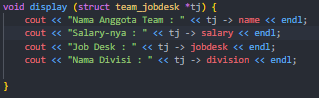 void display (struct team_jobdesk *tj) {
cout << "Nama Anggota Team : " << tj -> name << endl;
cout << "Salary-nya : " << tj -> salary << endl;
cout << "Job Desk : " << tj -> jobdesk << endl;
cout << "Nama Divisi : " << tj -> division << endl;
}